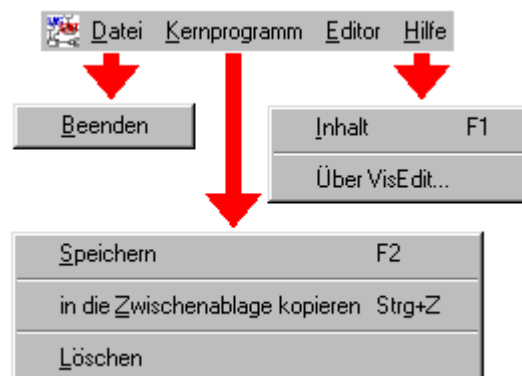 Datei Kernprogramm Editor Hilfe
Beenden
Inhalt F1
Über VisEdit...
Speichern F2
in die Zwischenablage kopieren Strg+Z
Löschen